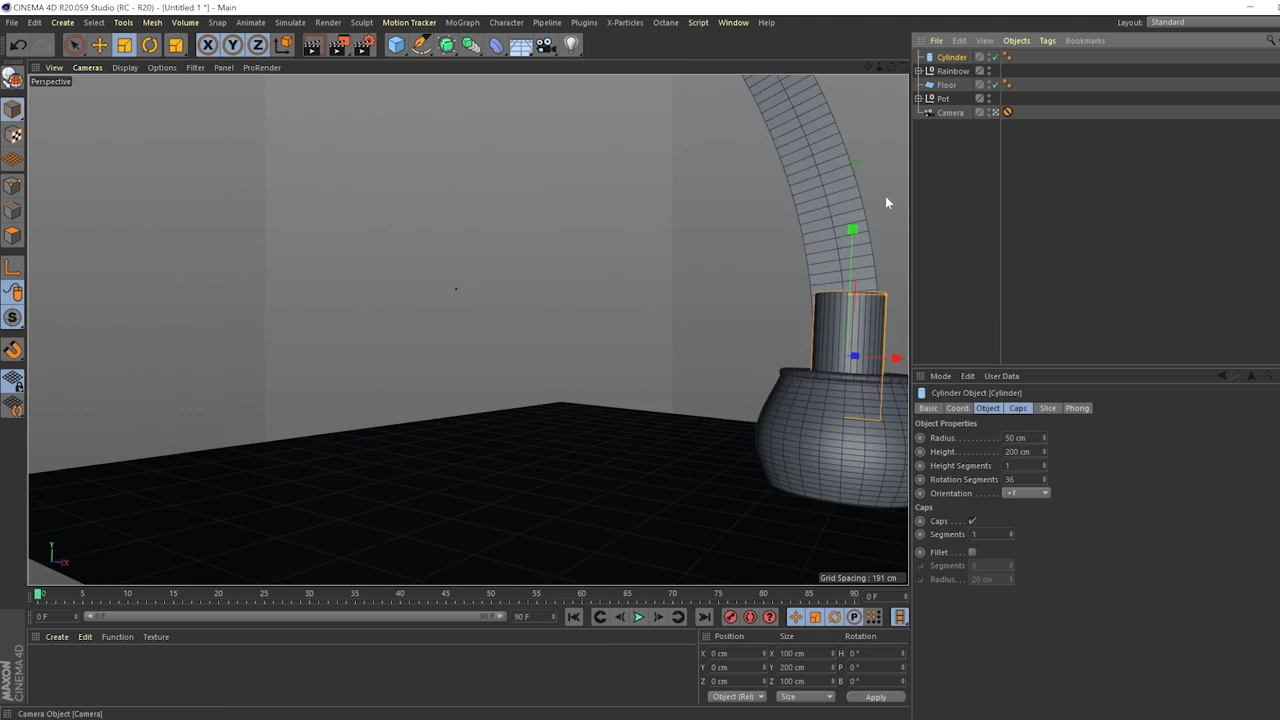 CINEMA 4D R20.059 Studio (RC - R20) - [Untitled 1 *] - Main
File Edit Create Select Tools Mesh Volume Snap Animate Simulate Render Sculpt Motion Tracker MoGraph Character Pipeline Plugins X-Particles Octane Script Window Help
Layout: Standard
X Y Z
View Cameras Display Options Filter Panel ProRender
Perspective
File Edit View Objects Tags Bookmarks
Cylinder
Rainbow
Floor
Pot
Camera
Mode Edit User Data
Cylinder Object [Cylinder]
Basic Coord. Object Caps Slice Phong
Object Properties
Radius 50 cm
Height 200 cm
Height Segments 1
Rotation Segments 36
Orientation +Y
Caps
Caps
Segments 1
Fillet
Segments 5
Radius 20 cm
Y
X
Grid Spacing : 191 cm
0 5 10 15 20 25 30 35 40 45 50 55 60 65 70 75 80 85 90 0 F
0 F 0 F 90 F 90 F
Create Edit Function Texture
Position Size Rotation
X 0 cm X 100 cm H 0 °
Y 0 cm Y 200 cm P 0 °
Z 0 cm Z 100 cm B 0 °
Object (Rel) Size Apply
MAXON
CINEMA 4D
Camera Object [Camera]